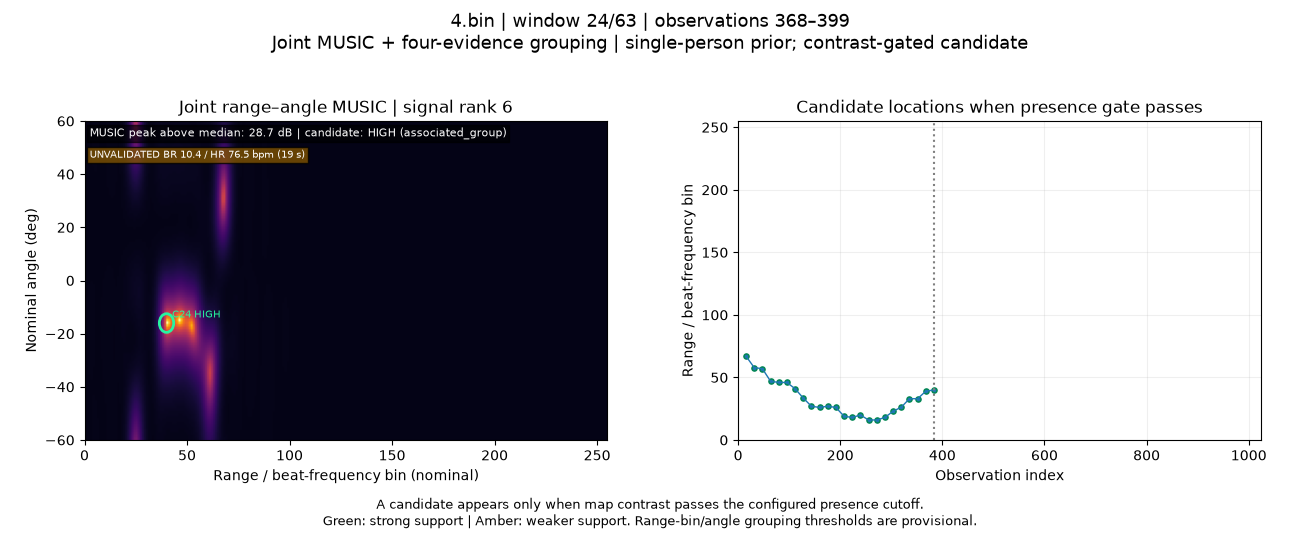 4.bin | window 24/63 | observations 368–399
Joint MUSIC + four-evidence grouping | single-person prior; contrast-gated candidate
Joint range–angle MUSIC | signal rank 6
MUSIC peak above median: 28.7 dB | candidate: HIGH (associated_group)
UNVALIDATED BR 10.4 / HR 76.5 bpm (19 s)
60
40
20
0
−20
−40
−60
Nominal angle (deg)
HIGH
0
50
100
150
200
250
Range / beat-frequency bin (nominal)
Candidate locations when presence gate passes
250
200
150
100
50
0
Range / beat-frequency bin
0
200
400
600
800
1000
Observation index
A candidate appears only when map contrast passes the configured presence cutoff.
Green: strong support | Amber: weaker support. Range-bin/angle grouping thresholds are provisional.